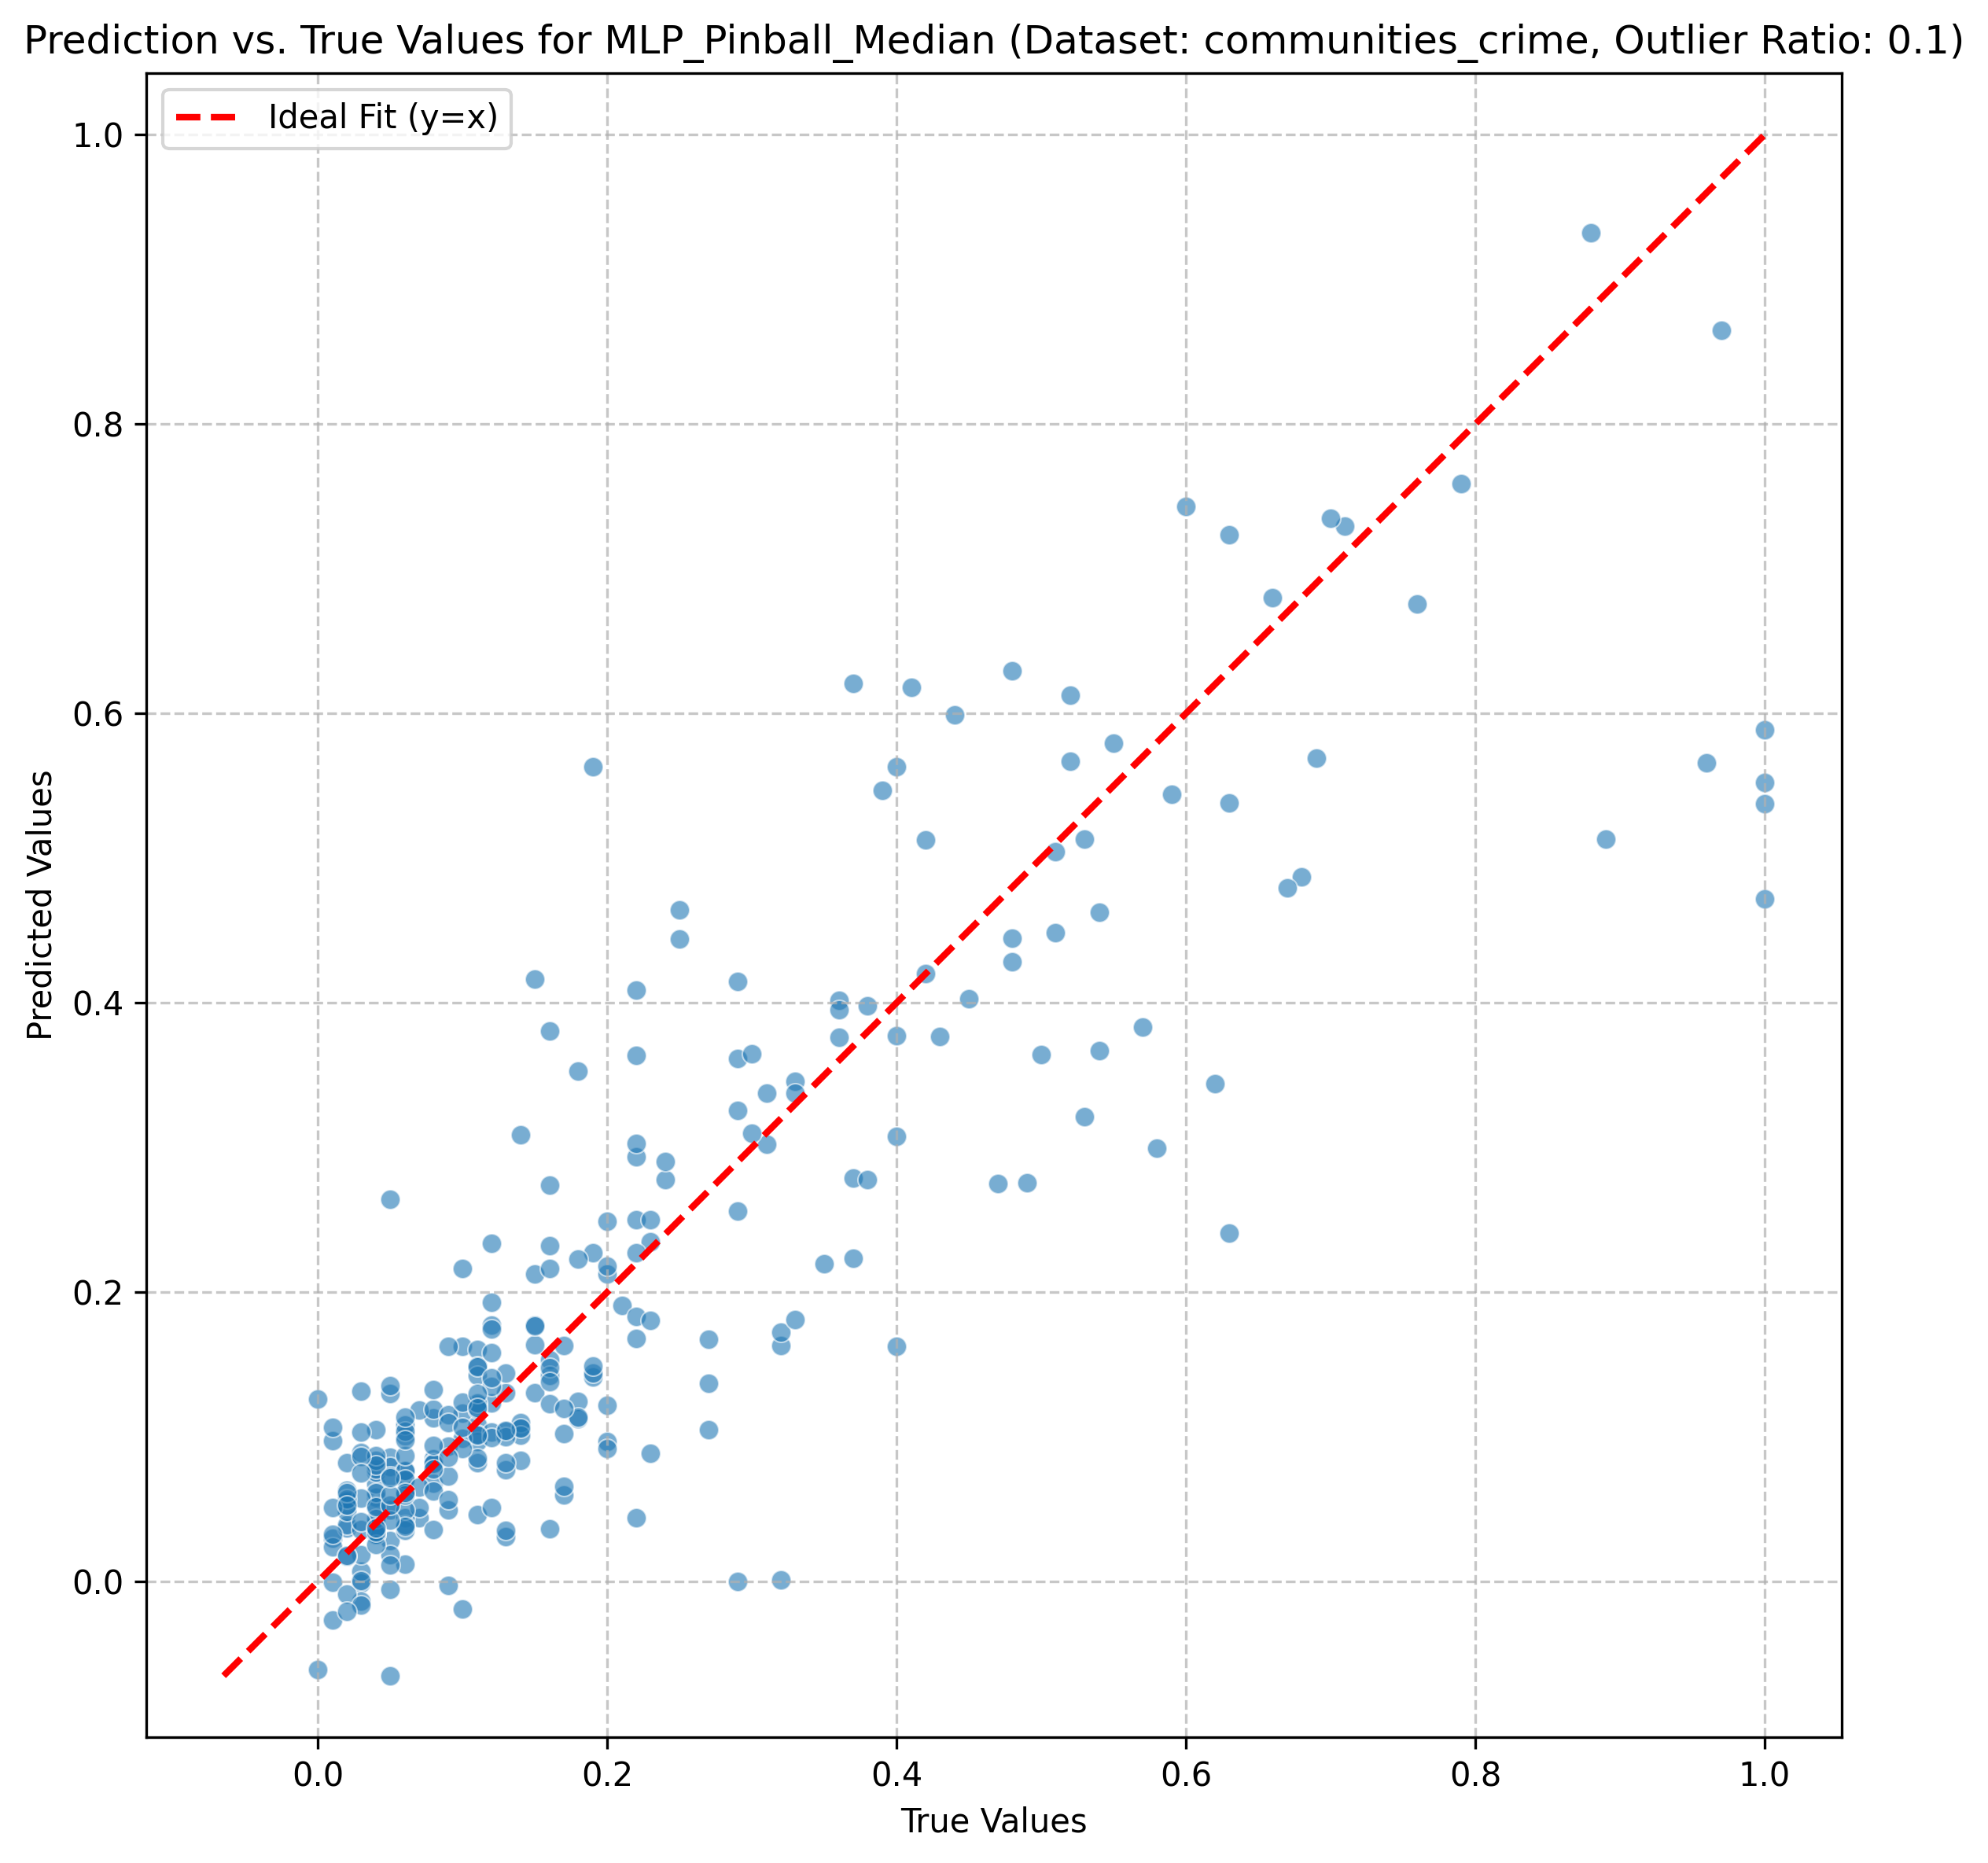 Prediction vs. True Values for MLP_Pinball_Median (Dataset: communities_crime, Outlier Ratio: 0.1)
Ideal Fit (y=x)
1.0
0.8
0.6
0.4
0.2
0.0
Predicted Values
0.0 0.2 0.4 0.6 0.8 1.0
True Values